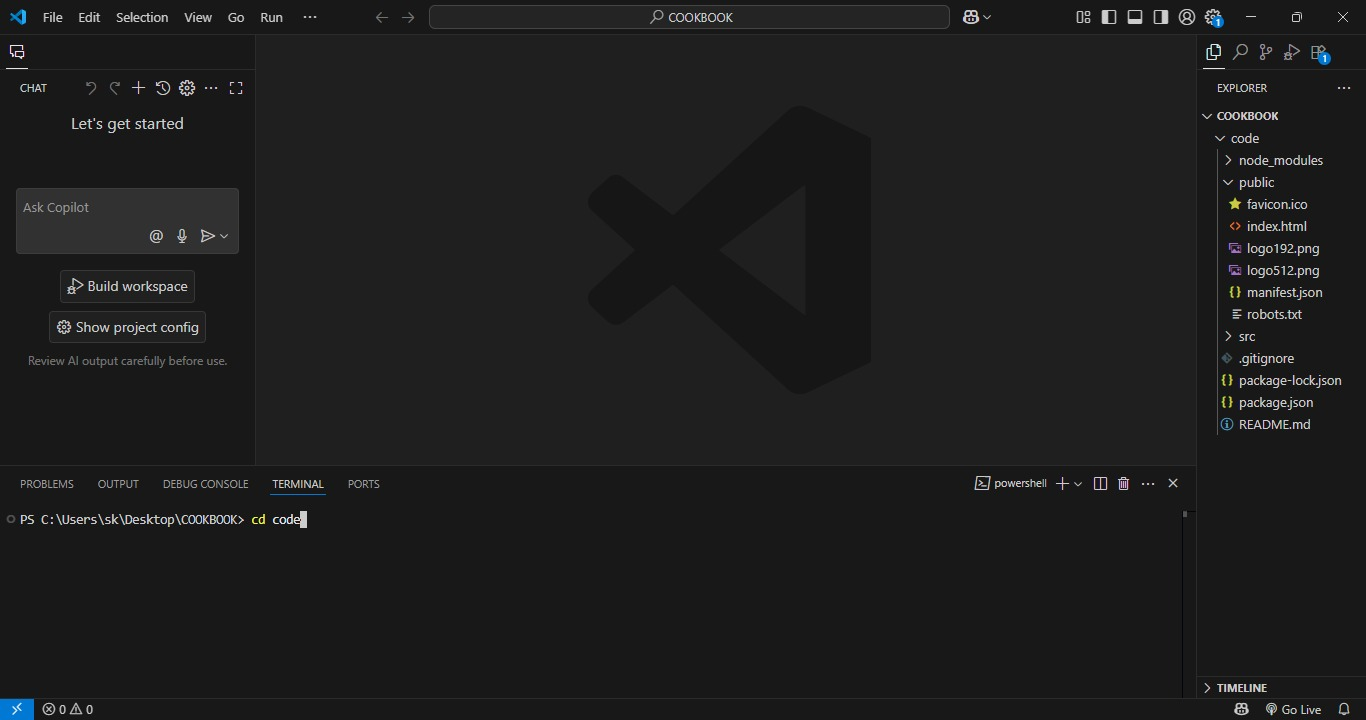 File Edit Selection View Go Run ···
COOKBOOK
1
CHAT
Let's get started
Ask Copilot
@
Build workspace
Show project config
Review AI output carefully before use.
1
EXPLORER
COOKBOOK
code
node_modules
public
favicon.ico
index.html
logo192.png
logo512.png
manifest.json
robots.txt
src
.gitignore
package-lock.json
package.json
README.md
PROBLEMS OUTPUT DEBUG CONSOLE TERMINAL PORTS
powershell
PS C:\Users\sk\Desktop\COOKBOOK> cd code
TIMELINE
0 0
Go Live